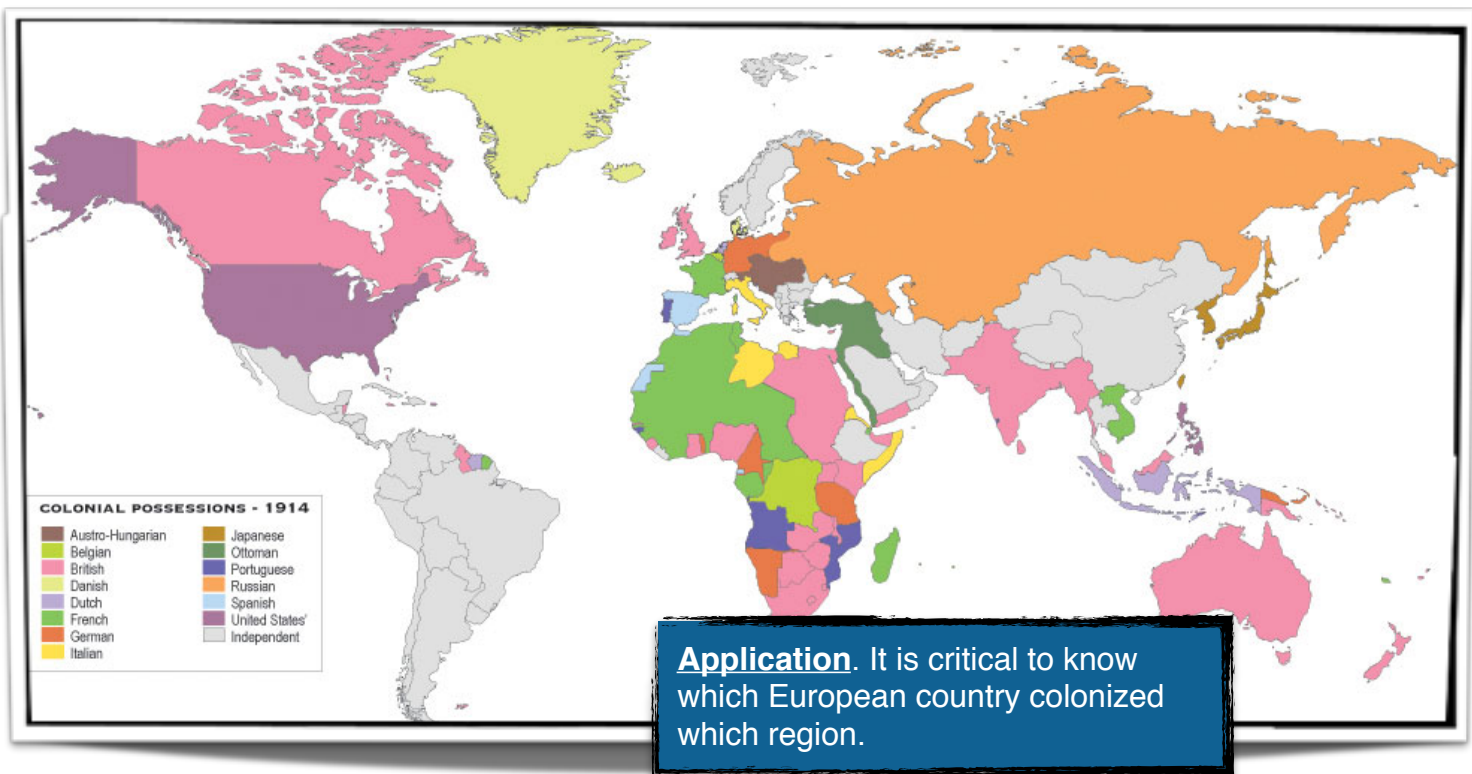 COLONIAL POSSESSIONS - 1914
Austro-Hungarian
Belgian
British
Danish
Dutch
French
German
Italian
Japanese
Ottoman
Portuguese
Russian
Spanish
United States'
Independent
Application. It is critical to know
which European country colonized
which region.